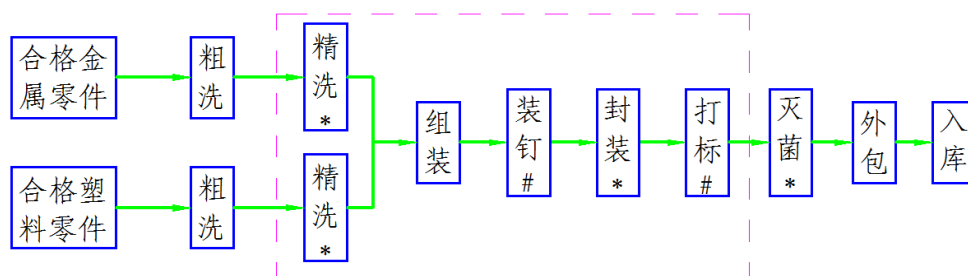 合格金
属零件
粗
洗
精
洗
*
合格塑
料零件
粗
洗
精
洗
*
组
装
装
钉
#
封
装
*
打
标
#
灭
菌
*
外
包
入
库